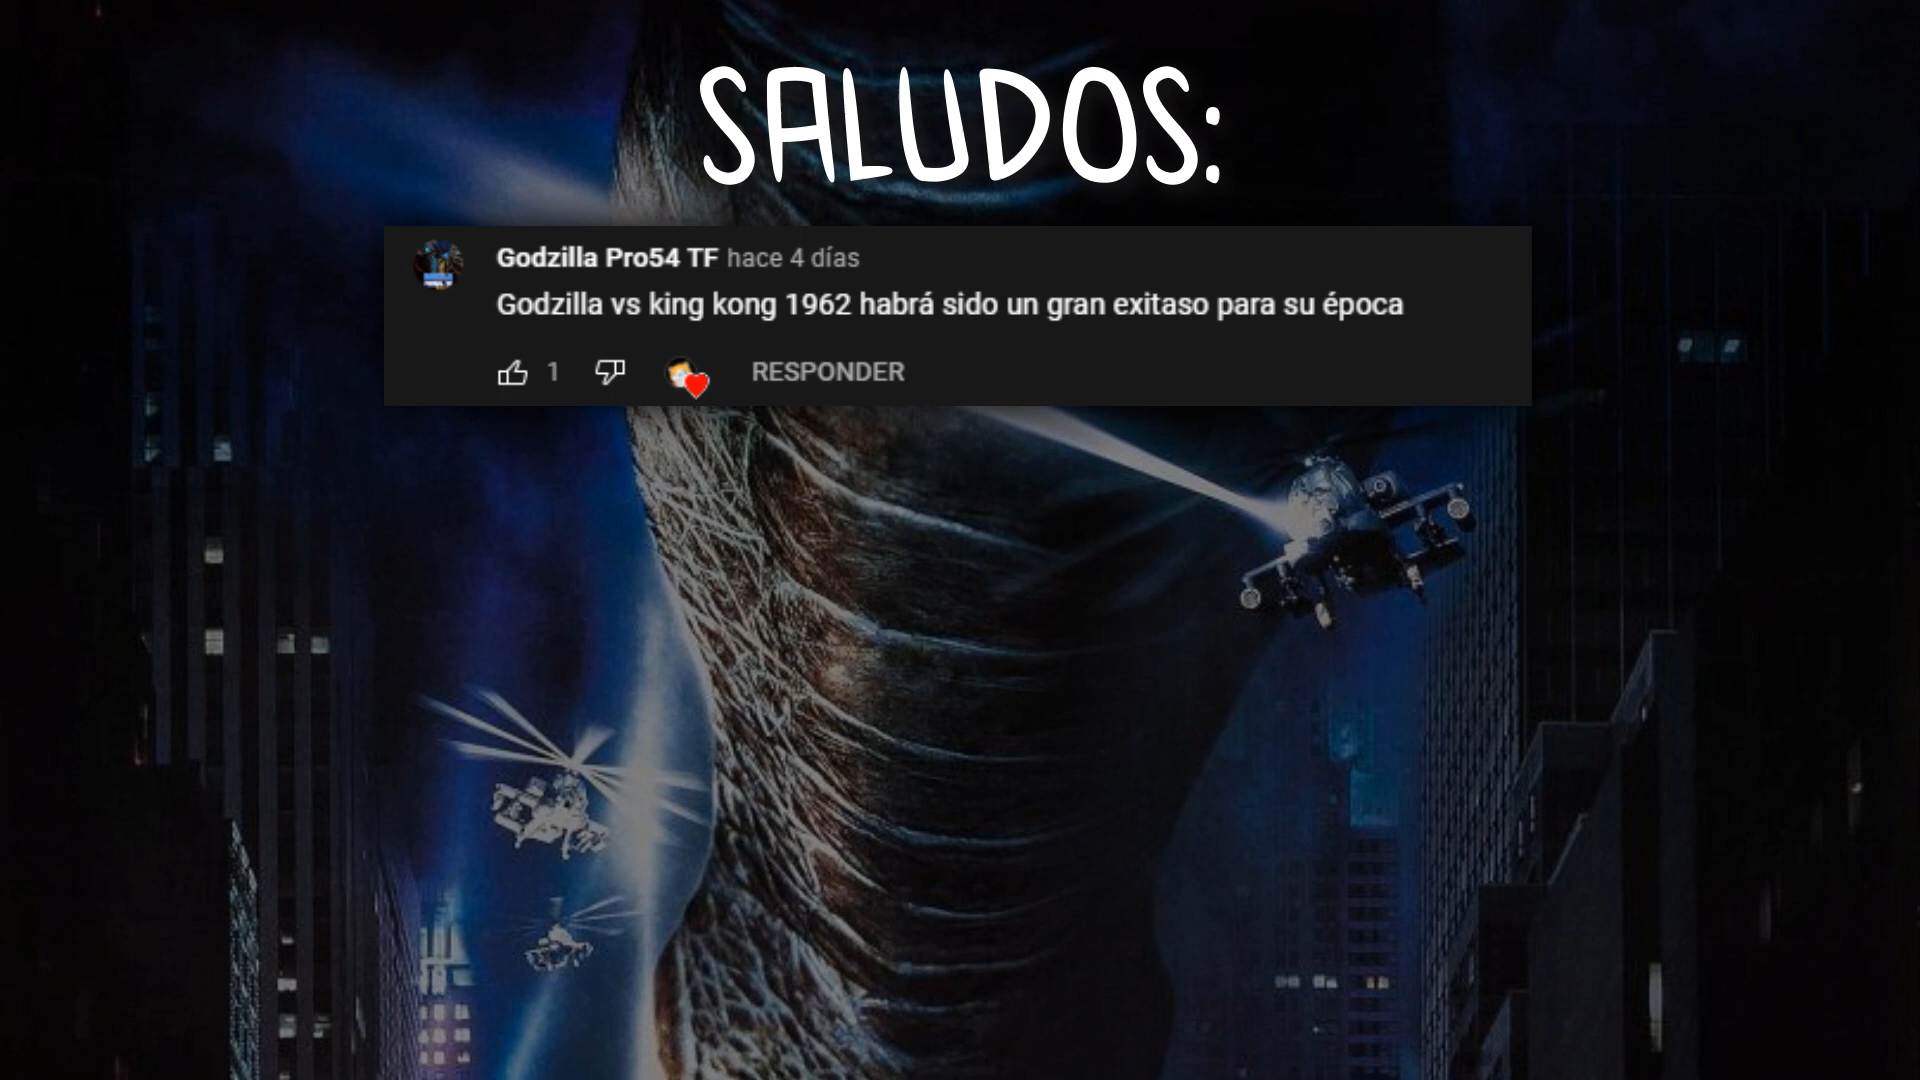 SALUDOS:
Godzilla Pro54 TF hace 4 días
Godzilla vs king kong 1962 habrá sido un gran exitaso para su época
1 RESPONDER